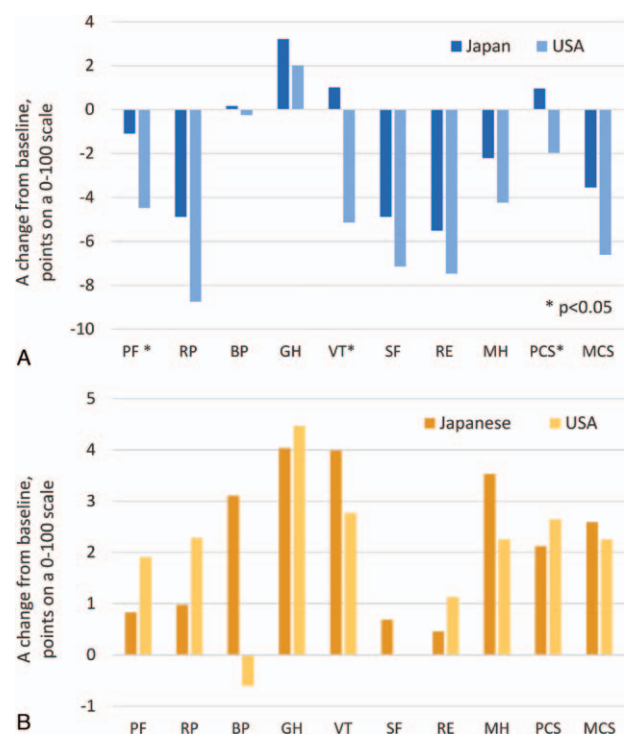 A change from baseline,
points on a 0-100 scale
4
2
0
-2
-4
-6
-8
-10
Japan USA
* p<0.05
A
PF * RP BP GH VT* SF RE MH PCS* MCS
A change from baseline,
points on a 0-100 scale
5
4
3
2
1
0
-1
Japanese USA
B
PF RP BP GH VT SF RE MH PCS MCS